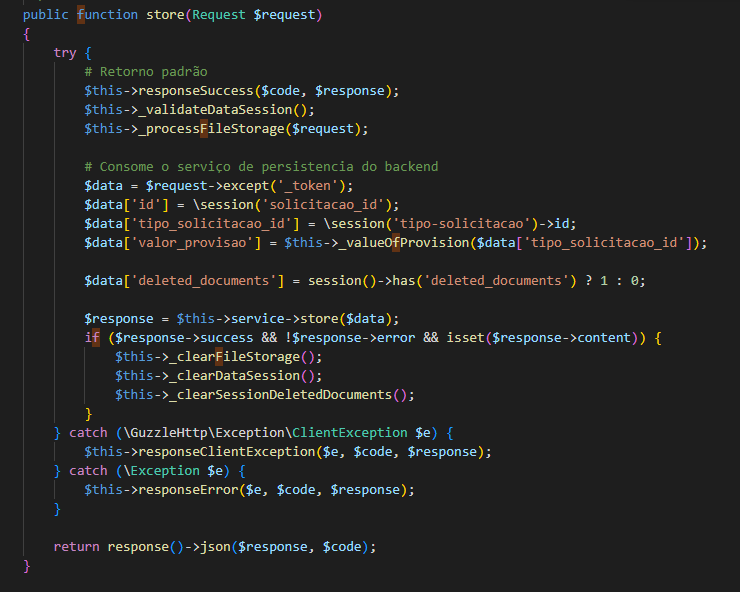 public function store(Request $request)
{
    try {
        # Retorno padrão
        $this->responseSuccess($code, $response);
        $this->_validateDataSession();
        $this->_processFileStorage($request);

        # Consome o serviço de persistencia do backend
        $data = $request->except('_token');
        $data['id'] = \session('solicitacao_id');
        $data['tipo_solicitacao_id'] = \session('tipo-solicitacao')->id;
        $data['valor_provisao'] = $this->_valueOfProvision($data['tipo_solicitacao_id']);

        $data['deleted_documents'] = session()->has('deleted_documents') ? 1 : 0;

        $response = $this->service->store($data);
        if ($response->success && !$response->error && isset($response->content)) {
            $this->_clearFileStorage();
            $this->_clearDataSession();
            $this->_clearSessionDeletedDocuments();
        }
    } catch (\GuzzleHttp\Exception\ClientException $e) {
        $this->responseClientException($e, $code, $response);
    } catch (\Exception $e) {
        $this->responseError($e, $code, $response);
    }

    return response()->json($response, $code);
}